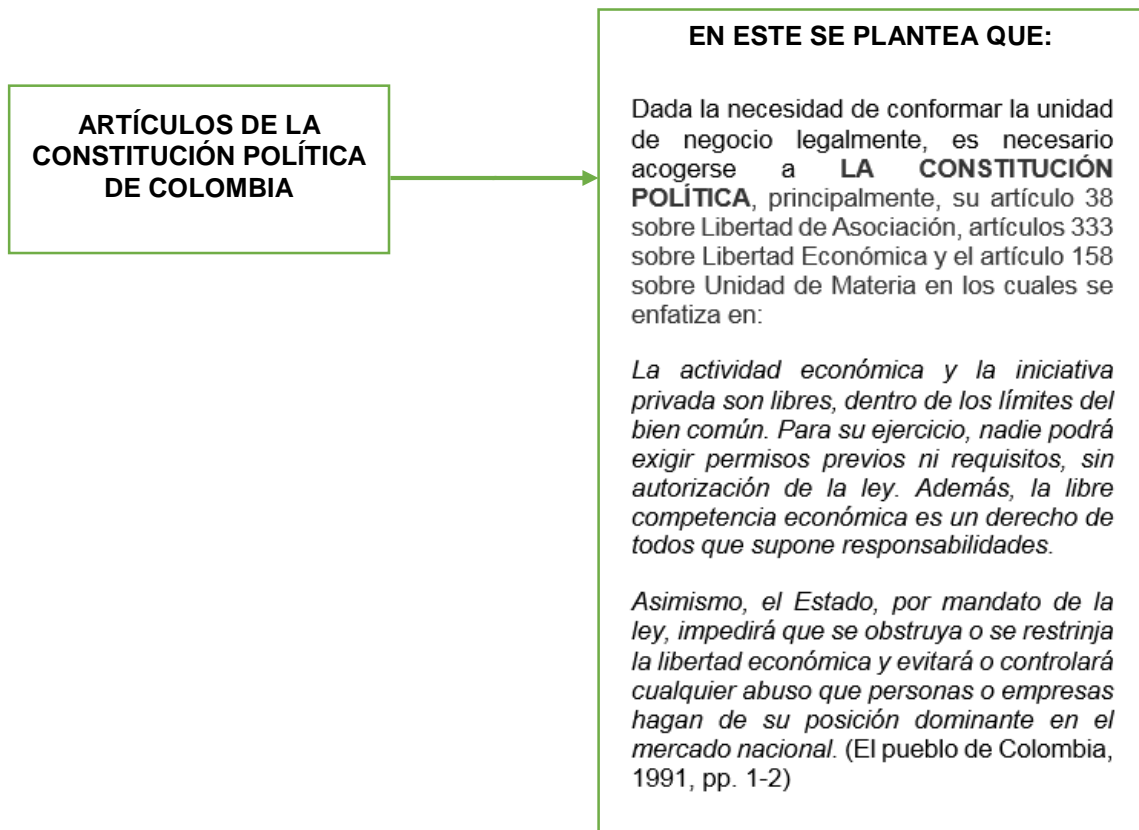 ARTÍCULOS DE LA
CONSTITUCIÓN POLÍTICA
DE COLOMBIA
EN ESTE SE PLANTEA QUE:
Dada la necesidad de conformar la unidad
de negocio legalmente, es necesario
acogerse a LA CONSTITUCIÓN
POLÍTICA, principalmente, su artículo 38
sobre Libertad de Asociación, artículos 333
sobre Libertad Económica y el artículo 158
sobre Unidad de Materia en los cuales se
enfatiza en:
La actividad económica y la iniciativa
privada son libres, dentro de los límites del
bien común. Para su ejercicio, nadie podrá
exigir permisos previos ni requisitos, sin
autorización de la ley. Además, la libre
competencia económica es un derecho de
todos que supone responsabilidades.
Asimismo, el Estado, por mandato de la
ley, impedirá que se obstruya o se restrinja
la libertad económica y evitará o controlará
cualquier abuso que personas o empresas
hagan de su posición dominante en el
mercado nacional. (El pueblo de Colombia,
1991, pp. 1-2)